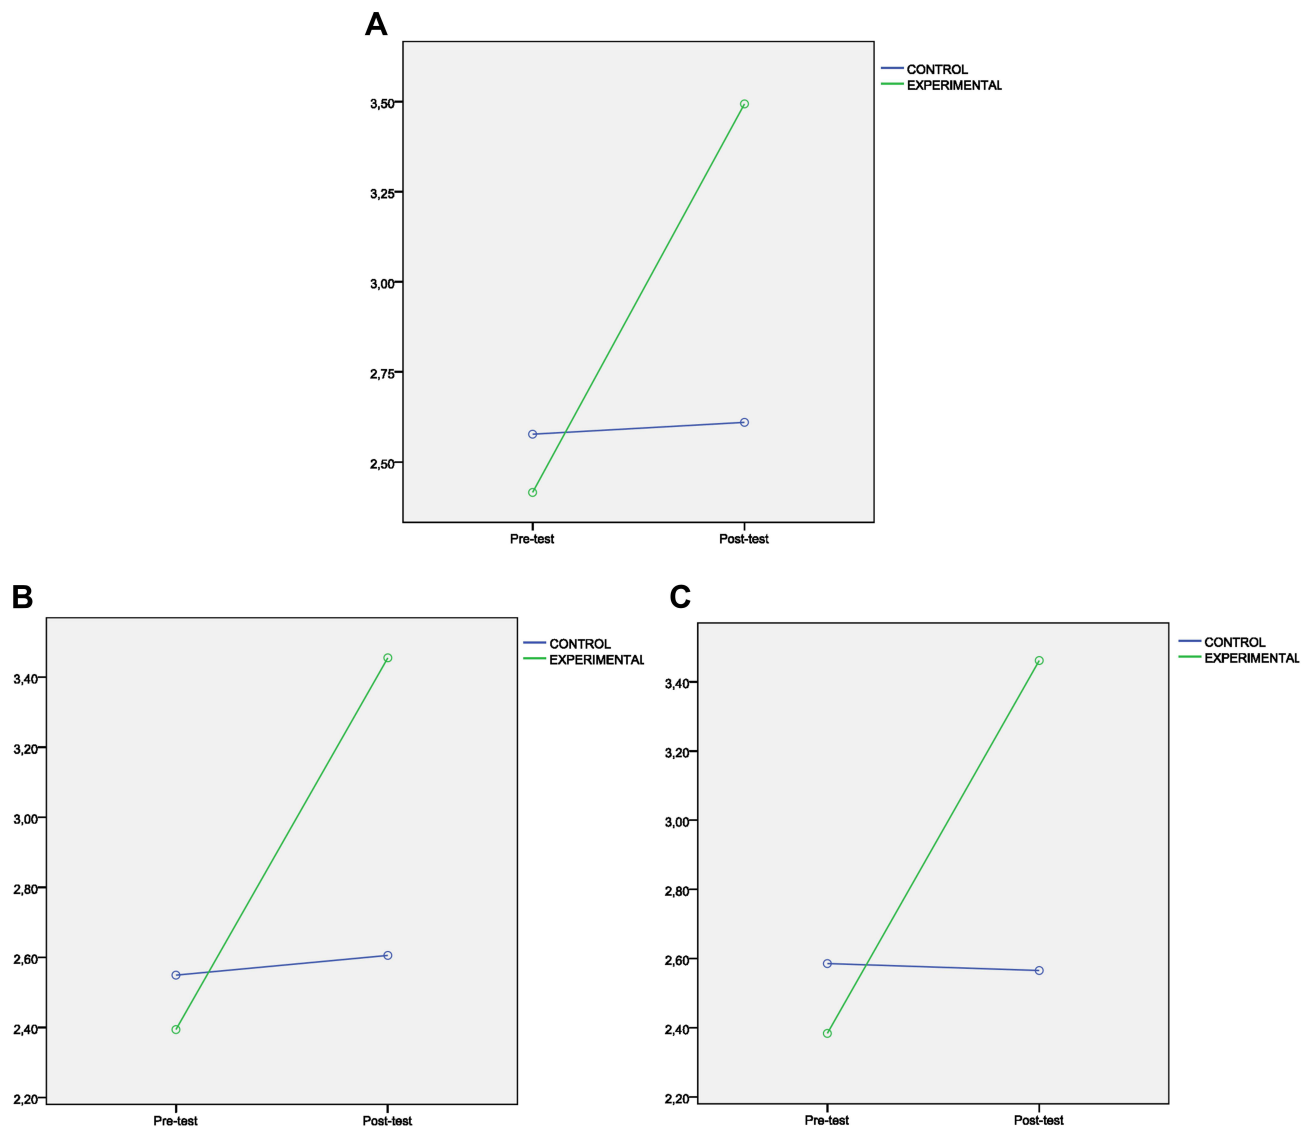 A
CONTROL
EXPERIMENTAL
3,50
3,25
3,00
2,75
2,50
Pre-test
Post-test
B
CONTROL
EXPERIMENTAL
3,40
3,20
3,00
2,80
2,60
2,40
2,20
Pre-test
Post-test
C
CONTROL
EXPERIMENTAL
3,40
3,20
3,00
2,80
2,60
2,40
2,20
Pre-test
Post-test